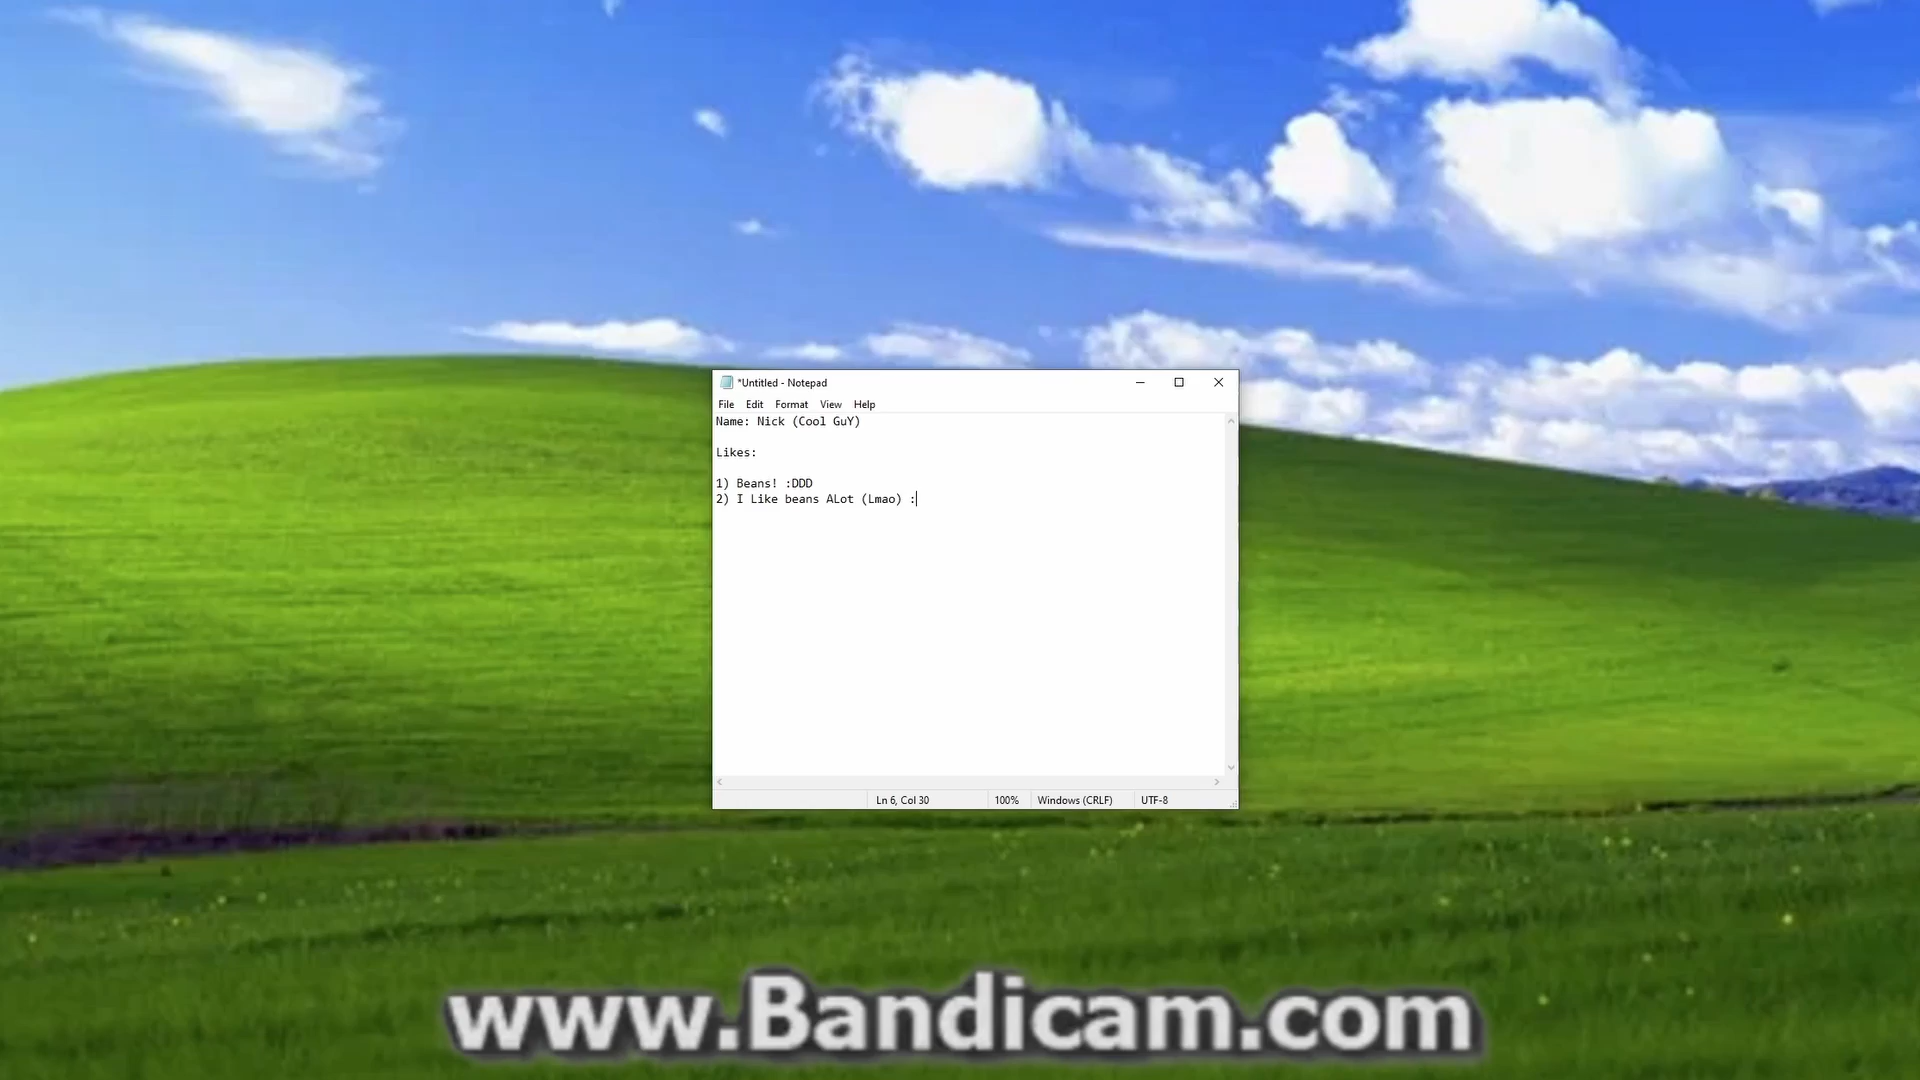 *Untitled - Notepad
File Edit Format View Help
Name: Nick (Cool GuY)
Likes:
1) Beans! :DDD
2) I Like beans ALot (Lmao) :
Ln 6, Col 30 100% Windows (CRLF) UTF-8
www.Bandicam.com